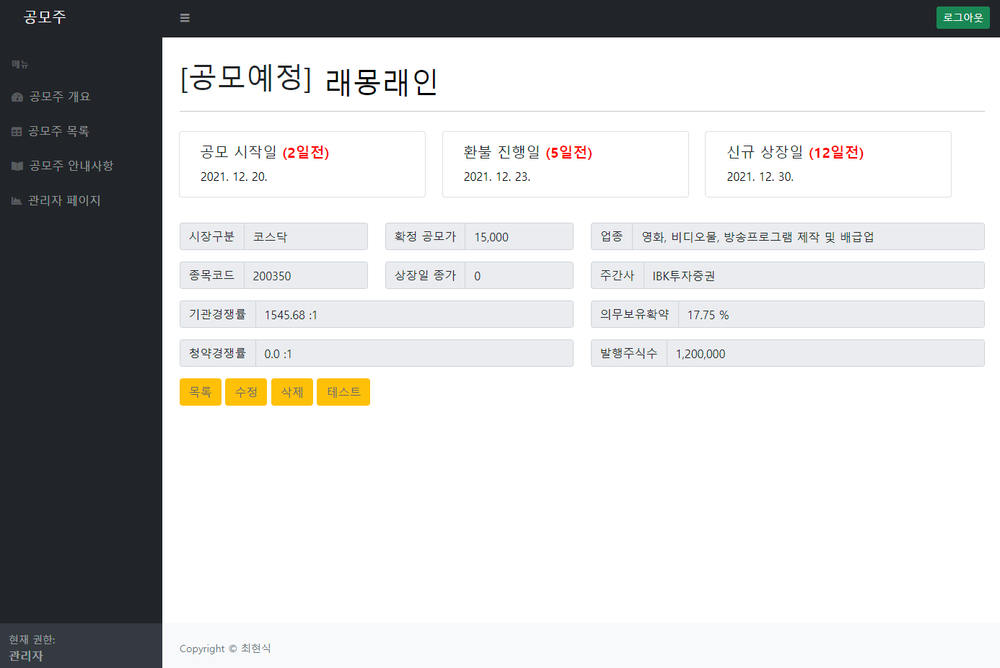 공모주
로그아웃
메뉴
공모주 개요
공모주 목록
공모주 안내사항
관리자 페이지
현재 권한:
관리자
[공모예정] 래몽래인
공모 시작일 (2일전)
2021. 12. 20.
환불 진행일 (5일전)
2021. 12. 23.
신규 상장일 (12일전)
2021. 12. 30.
시장구분 코스닥
확정 공모가 15,000
업종 영화, 비디오물, 방송프로그램 제작 및 배급업
종목코드 200350
상장일 종가 0
주간사 IBK투자증권
기관경쟁률 1545.68 :1
의무보유확약 17.75 %
청약경쟁률 0.0 :1
발행주식수 1,200,000
목록 수정 삭제 테스트
Copyright © 최현식